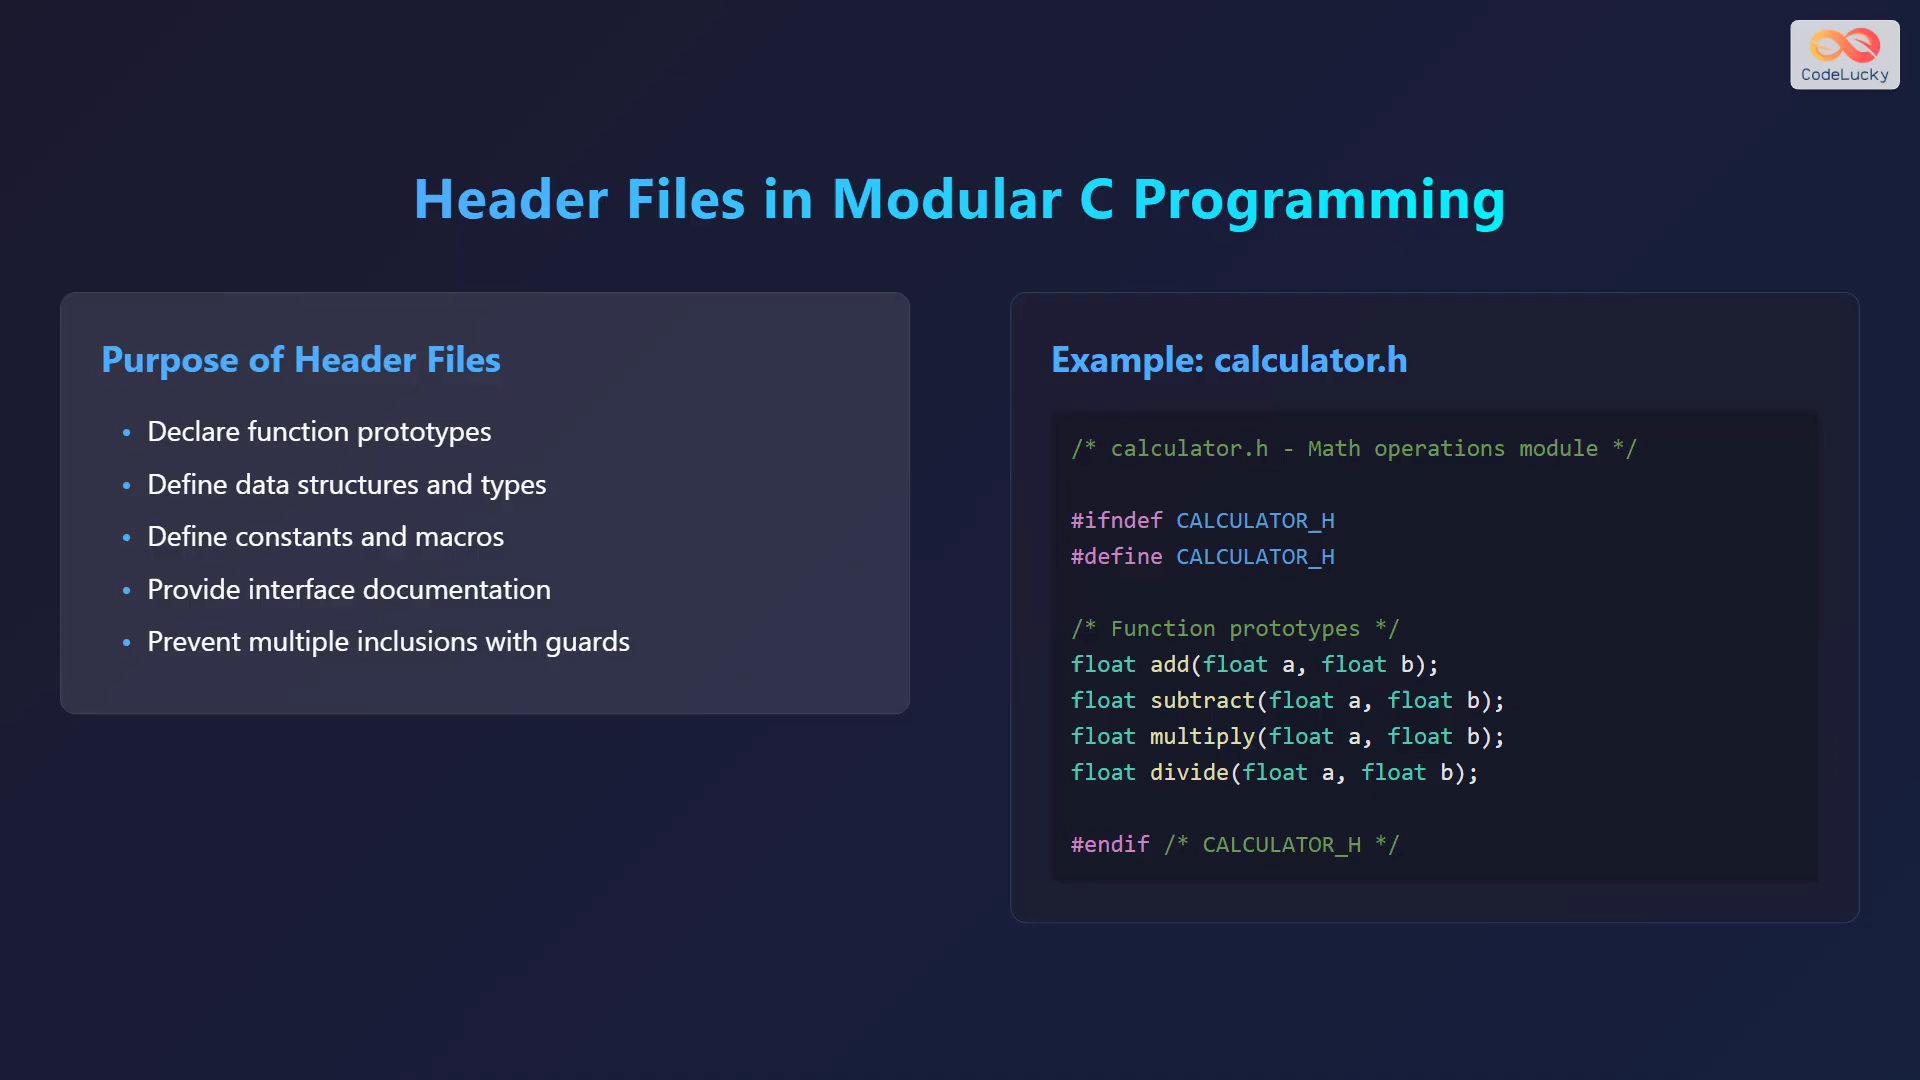 CodeLucky
Header Files in Modular C Programming
Purpose of Header Files
• Declare function prototypes
• Define data structures and types
• Define constants and macros
• Provide interface documentation
• Prevent multiple inclusions with guards
Example: calculator.h
/* calculator.h - Math operations module */
#ifndef CALCULATOR_H
#define CALCULATOR_H
/* Function prototypes */
float add(float a, float b);
float subtract(float a, float b);
float multiply(float a, float b);
float divide(float a, float b);
#endif /* CALCULATOR_H */